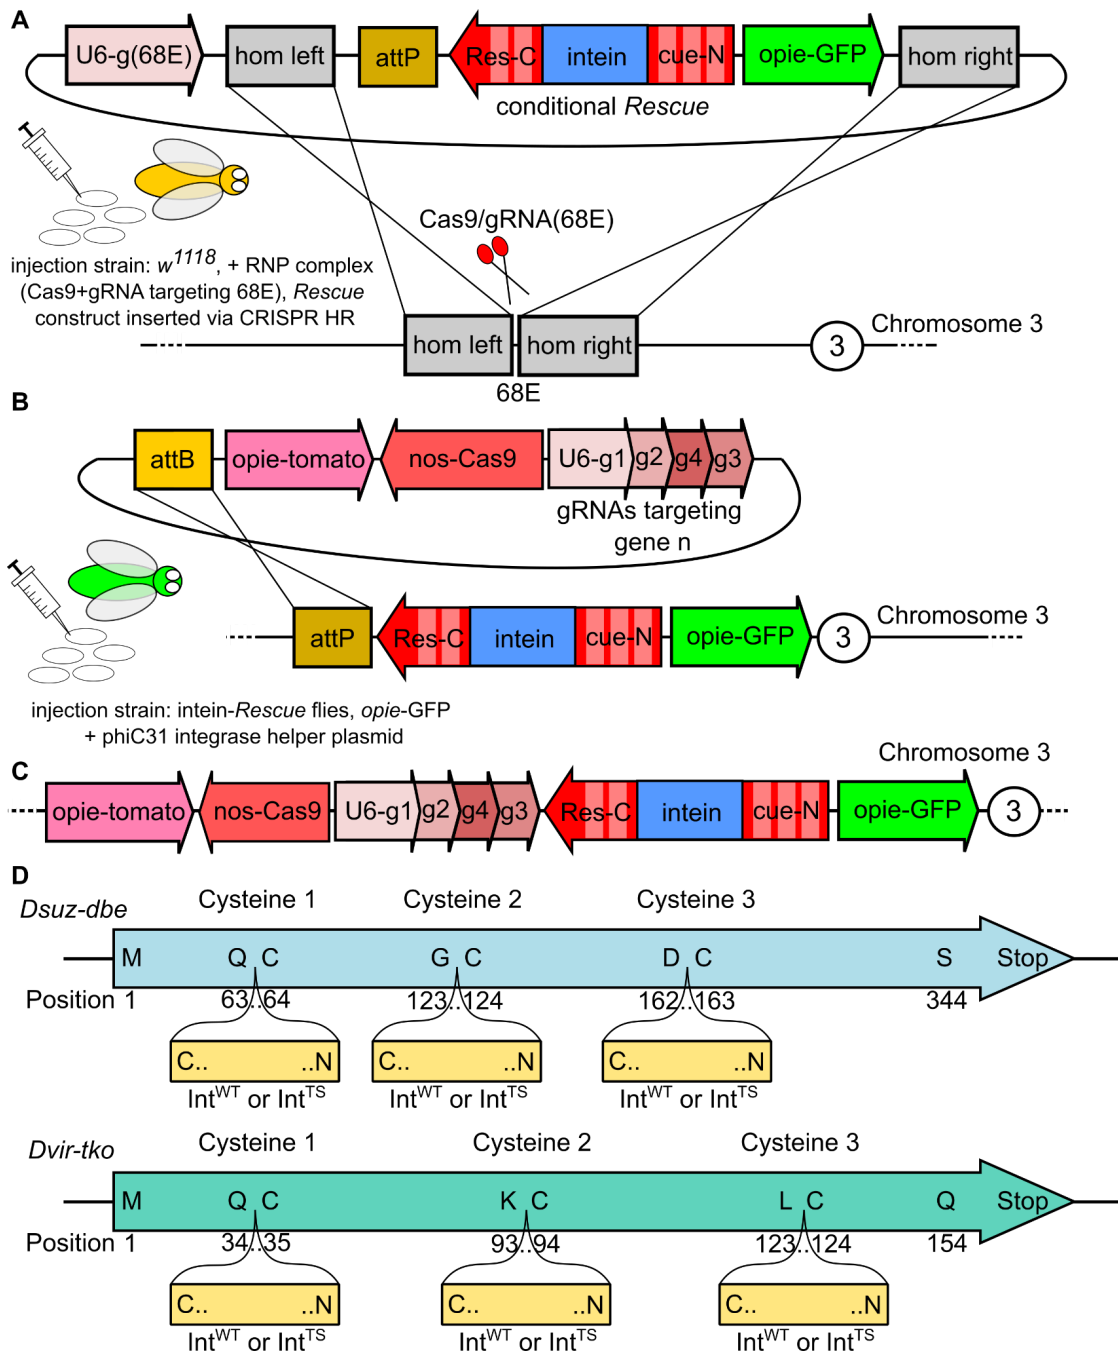 A
U6-g(68E)
hom left
attP
Res-C
intein
cue-N
opie-GFP
hom right
conditional Rescue
Cas9/gRNA(68E)
injection strain: w1118, + RNP complex
(Cas9+gRNA targeting 68E), Rescue
construct inserted via CRISPR HR
hom left
hom right
3
Chromosome 3
68E
B
attB
opie-tomato
nos-Cas9
U6-g1
g2
g4
g3
gRNAs targeting
gene n
attP
Res-C
intein
cue-N
opie-GFP
3
Chromosome 3
injection strain: intein-Rescue flies, opie-GFP
+ phiC31 integrase helper plasmid
C
Chromosome 3
opie-tomato
nos-Cas9
U6-g1
g2
g4
g3
Res-C
intein
cue-N
opie-GFP
3
D
Dsuz-dbe
Cysteine 1
Cysteine 2
Cysteine 3
M
Q C
G C
D C
S
Stop
Position 1
63..64
123..124
162..163
344
C.. ..N
C.. ..N
C.. ..N
IntWT or IntTS
IntWT or IntTS
IntWT or IntTS
Dvir-tko
Cysteine 1
Cysteine 2
Cysteine 3
M
Q C
K C
L C
Q
Stop
Position 1
34..35
93..94
123..124
154
C.. ..N
C.. ..N
C.. ..N
IntWT or IntTS
IntWT or IntTS
IntWT or IntTS